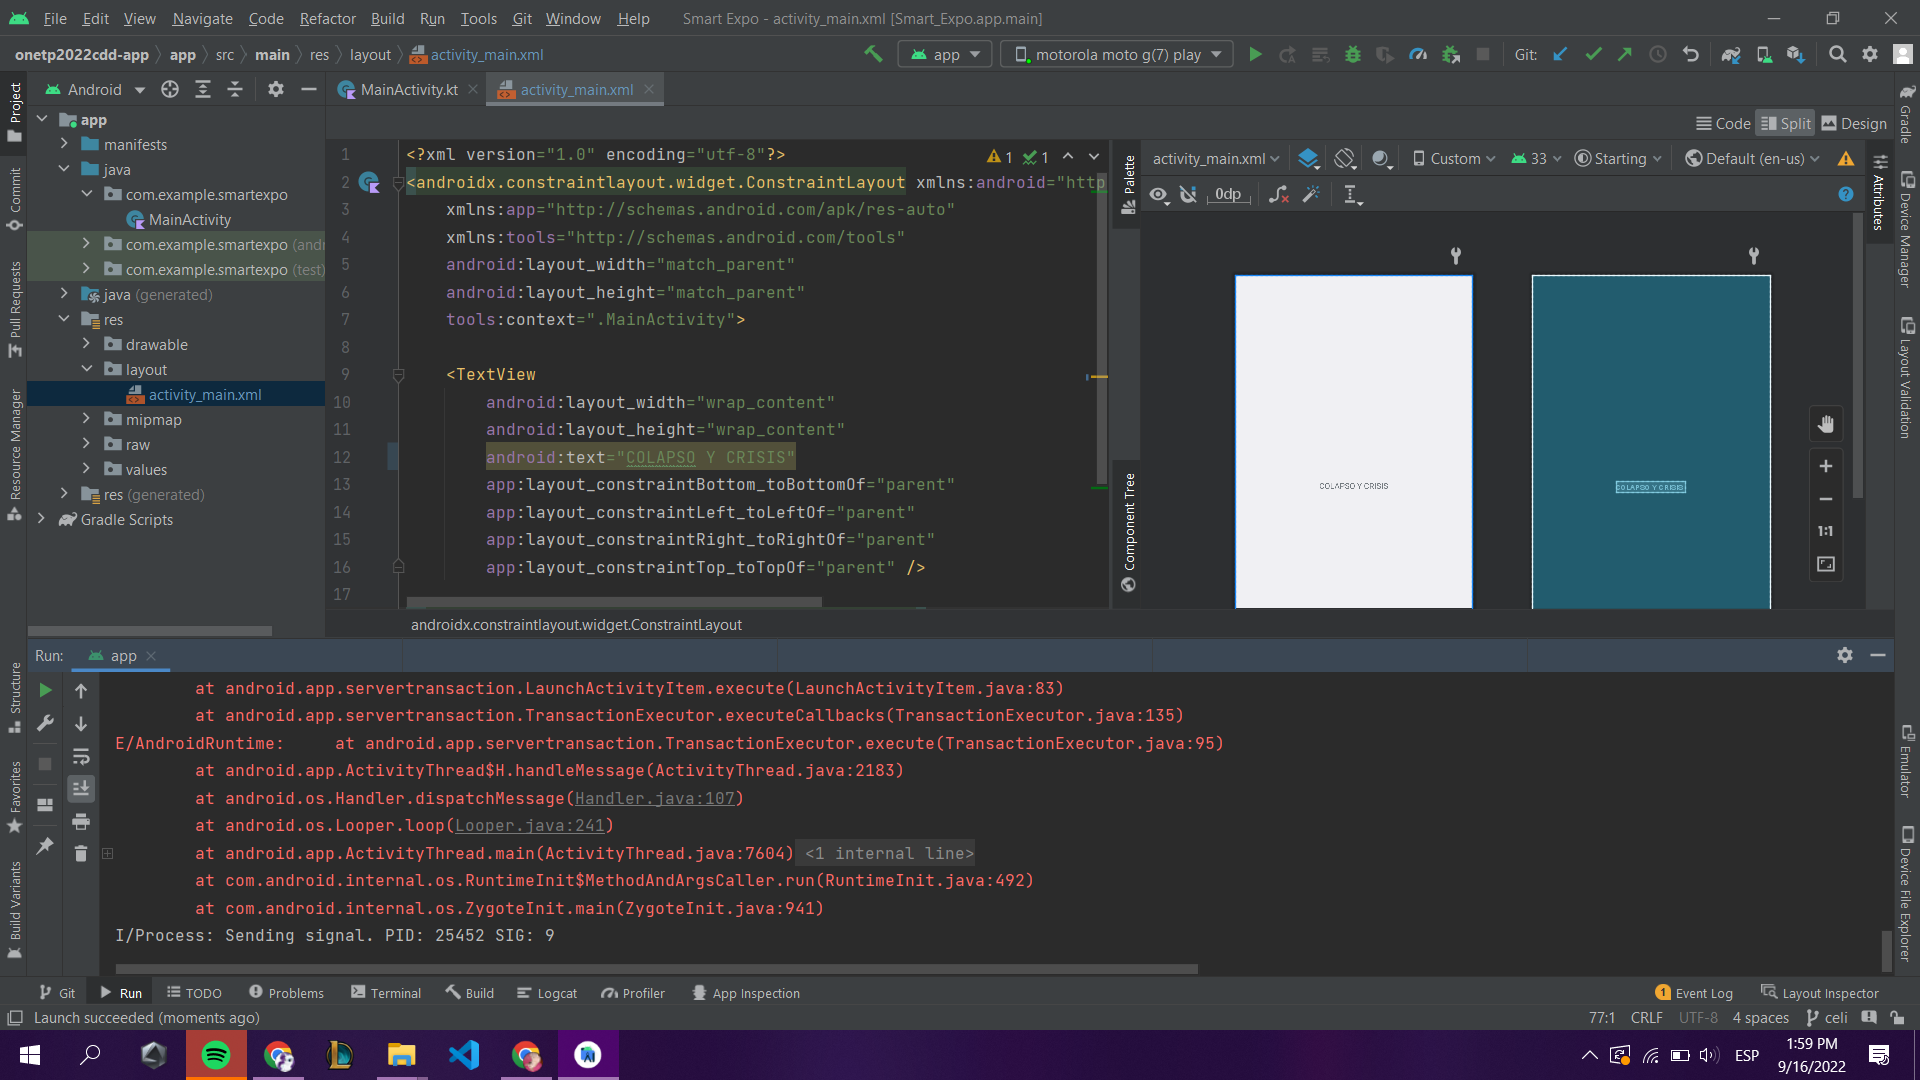 File Edit View Navigate Code Refactor Build Run Tools Git Window Help Smart Expo - activity_main.xml [Smart_Expo.app.main]
onetp2022cdd-app app src main res layout activity_main.xml app motorola moto g(7) play Git:
Project
Commit
Pull Requests
Resource Manager
Structure
Favorites
Build Variants
Android
app
manifests
java
com.example.smartexpo
MainActivity
com.example.smartexpo (andr
com.example.smartexpo (test)
java (generated)
res
drawable
layout
activity_main.xml
mipmap
raw
values
res (generated)
Gradle Scripts
MainActivity.kt activity_main.xml
Code Split Design
1 <?xml version="1.0" encoding="utf-8"?> 1 1
2 <androidx.constraintlayout.widget.ConstraintLayout xmlns:android="http
3 xmlns:app="http://schemas.android.com/apk/res-auto"
4 xmlns:tools="http://schemas.android.com/tools"
5 android:layout_width="match_parent"
6 android:layout_height="match_parent"
7 tools:context=".MainActivity">
8
9 <TextView
10 android:layout_width="wrap_content"
11 android:layout_height="wrap_content"
12 android:text="COLAPSO Y CRISIS"
13 app:layout_constraintBottom_toBottomOf="parent"
14 app:layout_constraintLeft_toLeftOf="parent"
15 app:layout_constraintRight_toRightOf="parent"
16 app:layout_constraintTop_toTopOf="parent" />
17
androidx.constraintlayout.widget.ConstraintLayout
Palette
Component Tree
activity_main.xml Custom 33 Starting Default (en-us)
0dp ?
COLAPSO Y CRISIS
COLAPSO Y CRISIS
1:1
Attributes
Gradle
Device Manager
Layout Validation
Emulator
Device File Explorer
Run: app
at android.app.servertransaction.LaunchActivityItem.execute(LaunchActivityItem.java:83)
at android.app.servertransaction.TransactionExecutor.executeCallbacks(TransactionExecutor.java:135)
E/AndroidRuntime: at android.app.servertransaction.TransactionExecutor.execute(TransactionExecutor.java:95)
at android.app.ActivityThread$H.handleMessage(ActivityThread.java:2183)
at android.os.Handler.dispatchMessage(Handler.java:107)
at android.os.Looper.loop(Looper.java:241)
at android.app.ActivityThread.main(ActivityThread.java:7604) <1 internal line>
at com.android.internal.os.RuntimeInit$MethodAndArgsCaller.run(RuntimeInit.java:492)
at com.android.internal.os.ZygoteInit.main(ZygoteInit.java:941)
I/Process: Sending signal. PID: 25452 SIG: 9
Git Run TODO Problems Terminal Build Logcat Profiler App Inspection 1 Event Log Layout Inspector
Launch succeeded (moments ago) 77:1 CRLF UTF-8 4 spaces celi
ESP 1:59 PM
9/16/2022